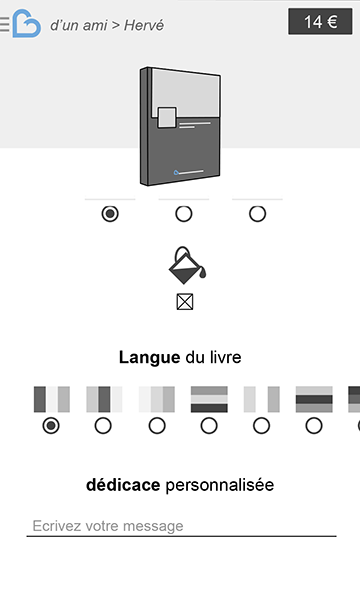 d'un ami > Hervé
14 €
Langue du livre
dédicace personnalisée
Ecrivez votre message